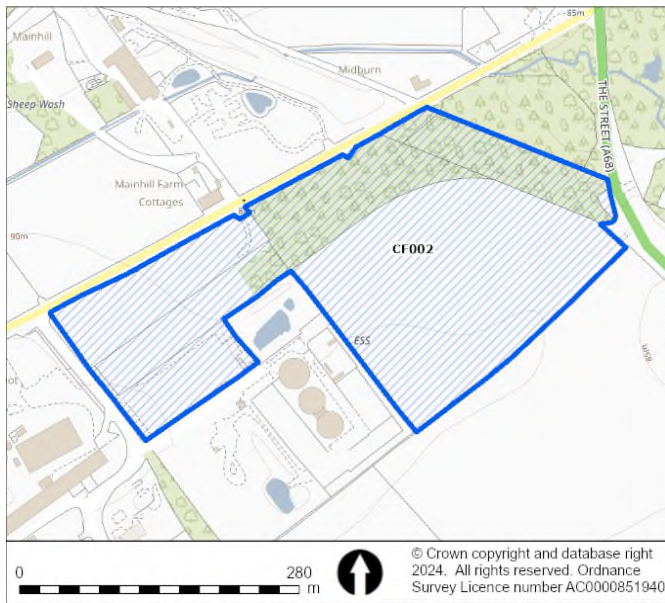 85m
Mainhill
Midburn
Sheep Wash
THE STREET (A68)
Mainhill Farm
Cottages
CF002
90m
ESS
0
280
m
© Crown copyright and database right
2024. All rights reserved. Ordnance
Survey Licence number AC0000851940